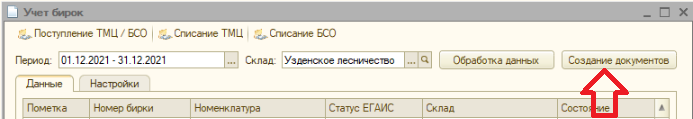 Учет бирок
Поступление ТМЦ / БСО Списание ТМЦ Списание БСО
Период: 01.12.2021 - 31.12.2021 ... Склад: Узденское лесничество ... Обработка данных Создание документов
Данные Настройки
Пометка Номер бирки Номенклатура Статус ЕГАИС Склад Состояние